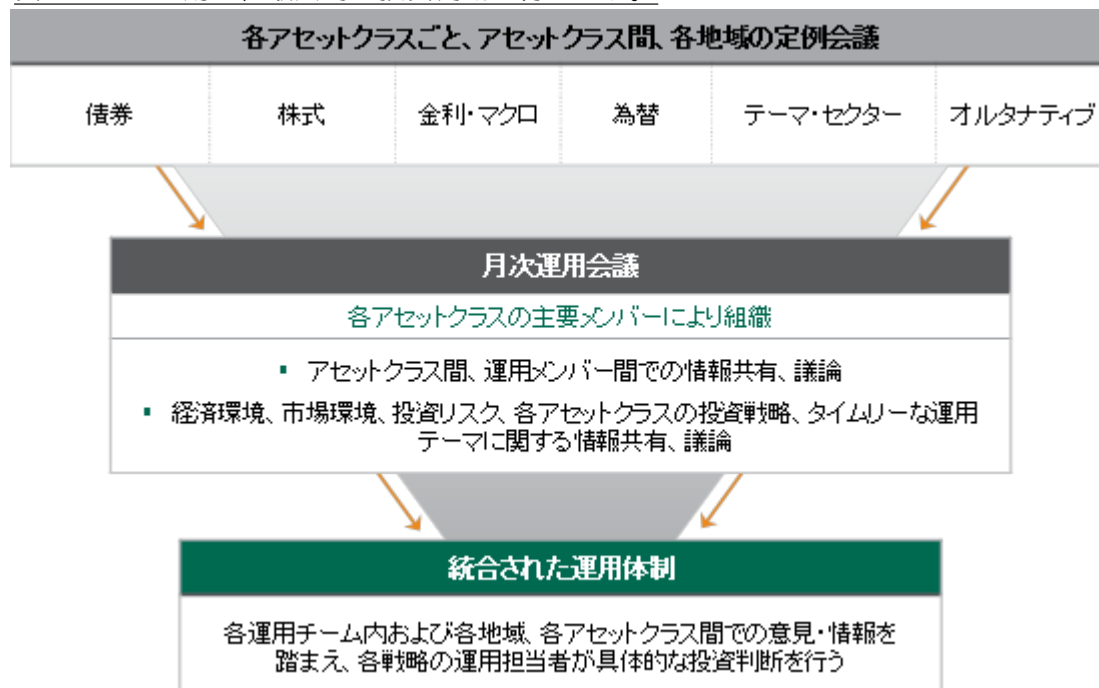 各アセットクラスごと、アセットクラス間、各地域の定例会議
債券
株式
金利・マクロ
為替
テーマ・セクター
オルタナティブ
月次運用会議
各アセットクラスの主要メンバーにより組織
▪ アセットクラス間、運用メンバー間での情報共有、議論
▪ 経済環境、市場環境、投資リスク、各アセットクラスの投資戦略、タイムリーな運用
テーマに関する情報共有、議論
統合された運用体制
各運用チーム内および各地域、各アセットクラス間での意見・情報を
踏まえ、各戦略の運用担当者が具体的な投資判断を行う